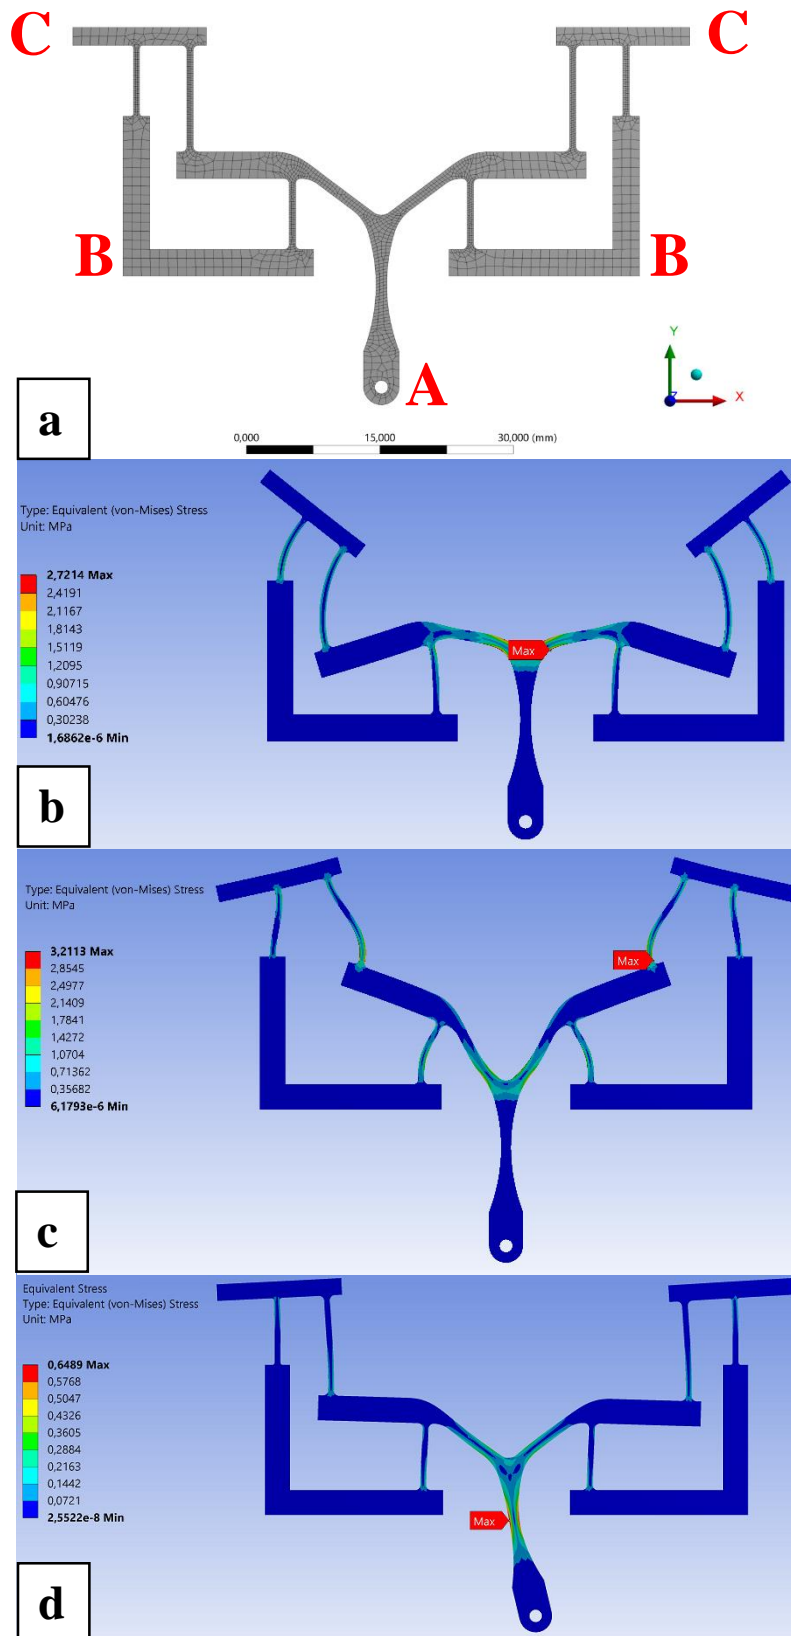 C C
B B
A
Y
X
Z
a
0,000 15,000 30,000 (mm)
Type: Equivalent (von-Mises) Stress
Unit: MPa
2,7214 Max
2,4191
2,1167
1,8143
1,5119
1,2095
0,90715
0,60476
0,30238
1,6862e-6 Min
Max
b
Type: Equivalent (von-Mises) Stress
Unit: MPa
3,2113 Max
2,8545
2,4977
2,1409
1,7841
1,4272
1,0704
0,71362
0,35682
6,1793e-6 Min
Max
c
Equivalent Stress
Type: Equivalent (von-Mises) Stress
Unit: MPa
0,6489 Max
0,5768
0,5047
0,4326
0,3605
0,2884
0,2163
0,1442
0,0721
2,5522e-8 Min
Max
d